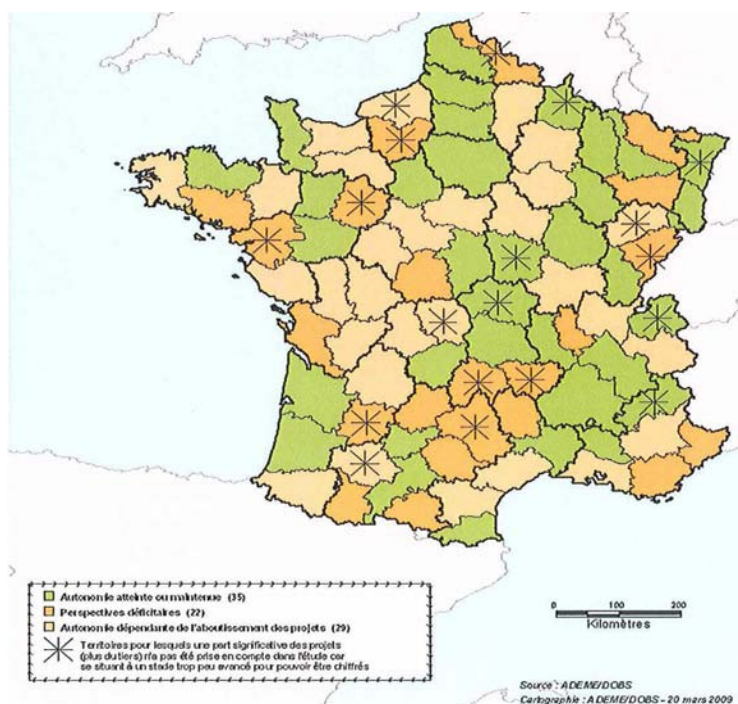 Autonomie atteinte ou maintenue (35)
Perspectives déficitaires (22)
Autonomie dépendante de l'aboutissement des projets (29)
Territoires pour lesquels une part significative des projets
(plus du tiers) n'a pas été prise en compte dans l'étude car
se situant à un stade trop peu avancé pour pouvoir être chiffrés
0 100 200
Kilomètres
Source : ADEME/DOBS
Cartographie : ADEME/DOBS - 20 mars 2009